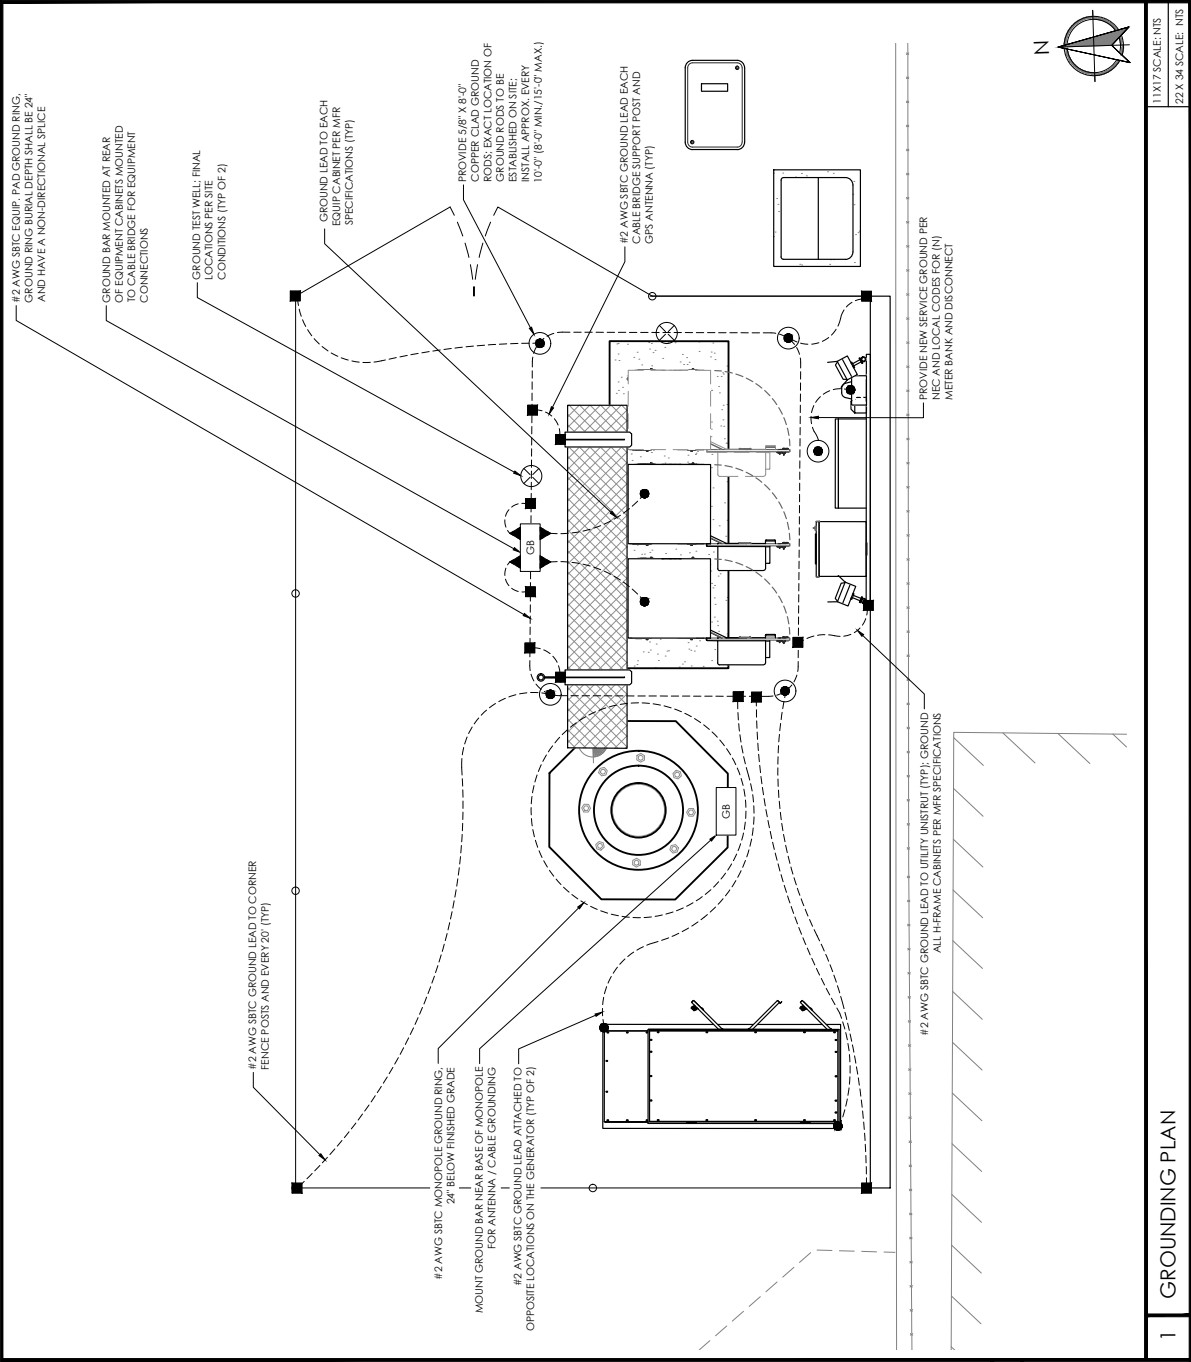 #2 AWG SBTC EQUIP. PAD GROUND RING,
GROUND RING BURIAL DEPTH SHALL BE 24"
AND HAVE A NON-DIRECTIONAL SPLICE
GROUND BAR MOUNTED AT REAR
OF EQUIPMENT CABINETS MOUNTED
TO CABLE BRIDGE FOR EQUIPMENT
CONNECTIONS
GROUND TEST WELL; FINAL
LOCATIONS PER SITE
CONDITIONS (TYP OF 2)
GROUND LEAD TO EACH
EQUIP CABINET PER MFR
SPECIFICATIONS (TYP)
PROVIDE 5/8" X 8'-0"
COPPER CLAD GROUND
RODS; EXACT LOCATION OF
GROUND RODS TO BE
ESTABLISHED ON SITE;
INSTALL APPROX. EVERY
10'-0" (8'-0" MIN./15'-0" MAX.)
#2 AWG SBTC GROUND LEAD EACH
CABLE BRIDGE SUPPORT POST AND
GPS ANTENNA (TYP)
#2 AWG SBTC GROUND LEAD TO CORNER
FENCE POSTS AND EVERY 20' (TYP)
#2 AWG SBTC MONOPOLE GROUND RING,
24" BELOW FINISHED GRADE
MOUNT GROUND BAR NEAR BASE OF MONOPOLE
FOR ANTENNA / CABLE GROUNDING
#2 AWG SBTC GROUND LEAD ATTACHED TO
OPPOSITE LOCATIONS ON THE GENERATOR (TYP OF 2)
GB
GB
PROVIDE NEW SERVICE GROUND PER
NEC AND LOCAL CODES FOR (N)
METER BANK AND DISCONNECT
#2 AWG SBTC GROUND LEAD TO UTILITY UNISTRUT (TYP); GROUND
ALL H-FRAME CABINETS PER MFR SPECIFICATIONS
N
1
GROUNDING PLAN
11X17 SCALE: NTS
22 X 34 SCALE: NTS